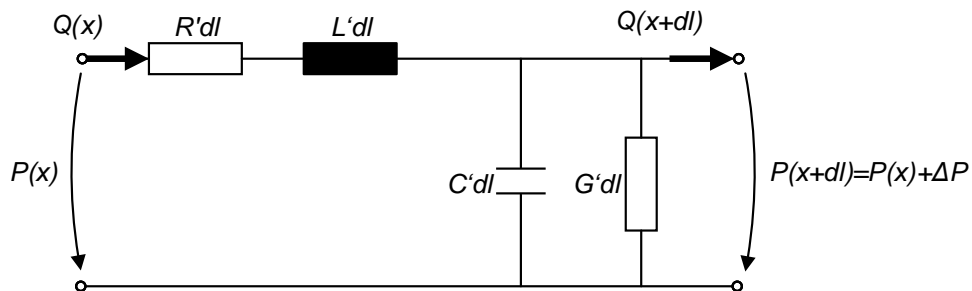 Q(x)
R'dl
L‘dl
Q(x+dl)
P(x)
C‘dl
G‘dl
P(x+dl)=P(x)+ΔP